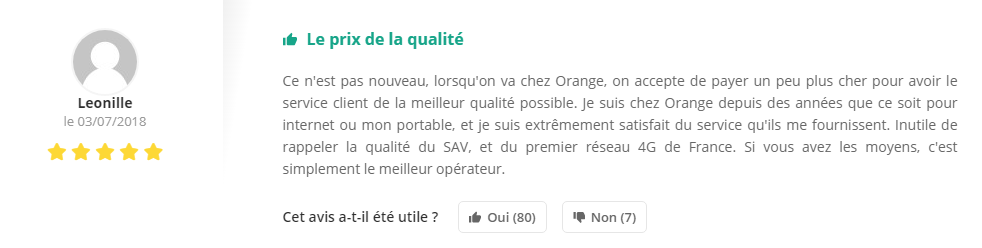 Leonille
le 03/07/2018
Le prix de la qualité
Ce n'est pas nouveau, lorsqu'on va chez Orange, on accepte de payer un peu plus cher pour avoir le
service client de la meilleur qualité possible. Je suis chez Orange depuis des années que ce soit pour
internet ou mon portable, et je suis extrêmement satisfait du service qu'ils me fournissent. Inutile de
rappeler la qualité du SAV, et du premier réseau 4G de France. Si vous avez les moyens, c'est
simplement le meilleur opérateur.
Cet avis a-t-il été utile ? Oui (80) Non (7)